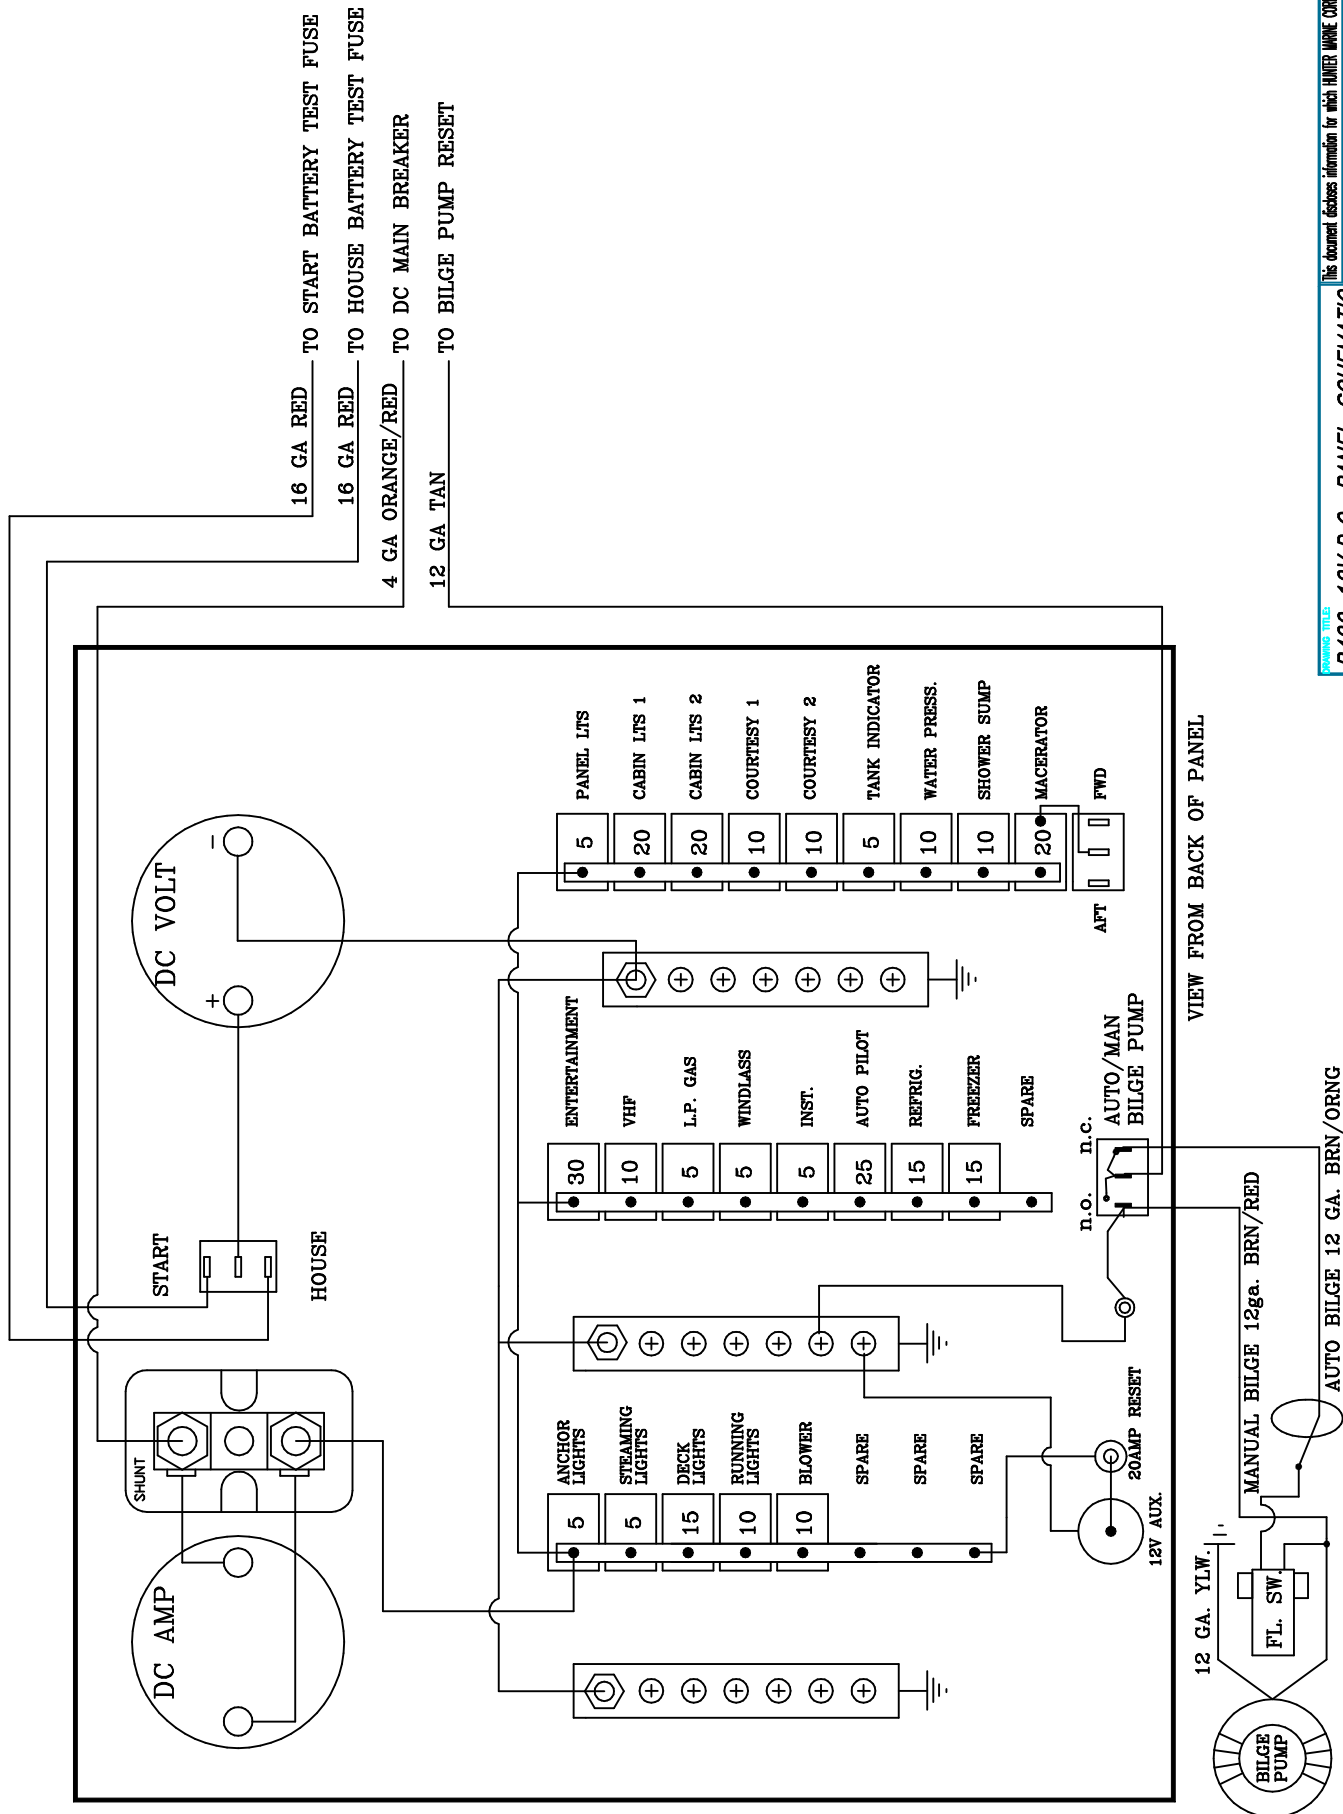 16 GA RED TO START BATTERY TEST FUSE
16 GA RED TO HOUSE BATTERY TEST FUSE
4 GA ORANGE/RED TO DC MAIN BREAKER
12 GA TAN TO BILGE PUMP RESET
SHUNT
DC AMP
START
HOUSE
+
DC VOLT
-
ANCHOR
LIGHTS
5
STEAMING
LIGHTS
5
DECK
LIGHTS
15
RUNNING
LIGHTS
10
BLOWER
10
SPARE
SPARE
SPARE
12V AUX.
20AMP RESET
ENTERTAINMENT
30
VHF
10
L.P. GAS
5
WINDLASS
5
INST.
5
AUTO PILOT
25
REFRIG.
15
FREEZER
15
SPARE
n.o. n.c.
AUTO/MAN
BILGE PUMP
PANEL LTS
5
CABIN LTS 1
20
CABIN LTS 2
20
COURTESY 1
10
COURTESY 2
10
TANK INDICATOR
5
WATER PRESS.
10
SHOWER SUMP
10
MACERATOR
20
AFT FWD
VIEW FROM BACK OF PANEL
12 GA. YLW.
MANUAL BILGE 12ga. BRN/RED
FL. SW.
BILGE
PUMP
AUTO BILGE 12 GA. BRN/ORNG
DRAWING TITLE:
This document discloses information for which HUNTER MARINE